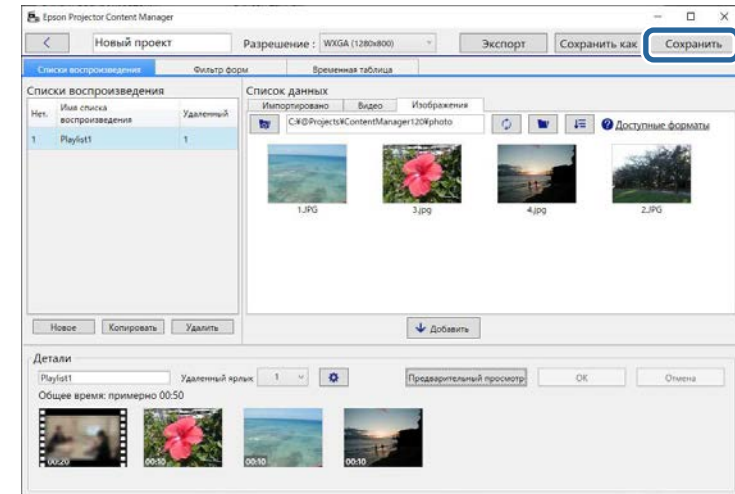 Epson Projector Content Manager
Новый проект
Разрешение : WXGA (1280x800)
Экспорт
Сохранить как
Сохранить
Списки воспроизведения
Фильтр форм
Временная таблица
Списки воспроизведения
Нет.
Имя списка воспроизведения
Удаленный
1 Playlist1 1
Новое
Копировать
Удалить
Список данных
Импортировано
Видео
Изображения
C:¥@Projects¥ContentManager120¥photo
Доступные форматы
1.JPG
3.jpg
4.jpg
2.JPG
Добавить
Детали
Playlist1
Удаленный ярлык 1
Предварительный просмотр
OK
Отмена
Общее время: примерно 00:50
00:20
00:10
00:10
00:10